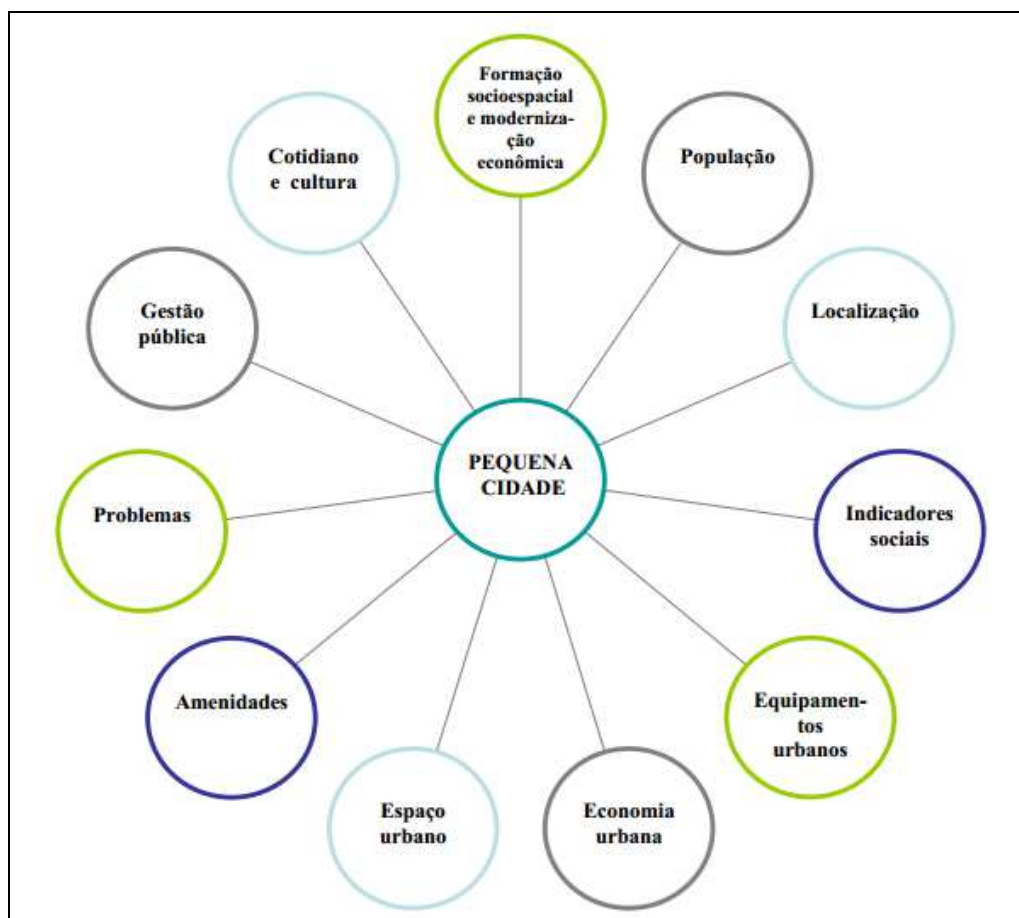 Formação
socioespacial
e moderniza-
ção
econômica
População
Localização
Indicadores
sociais
Equipamen-
tos
urbanos
Economia
urbana
Espaço
urbano
Amenidades
Problemas
Gestão
pública
Cotidiano
e cultura
PEQUENA
CIDADE